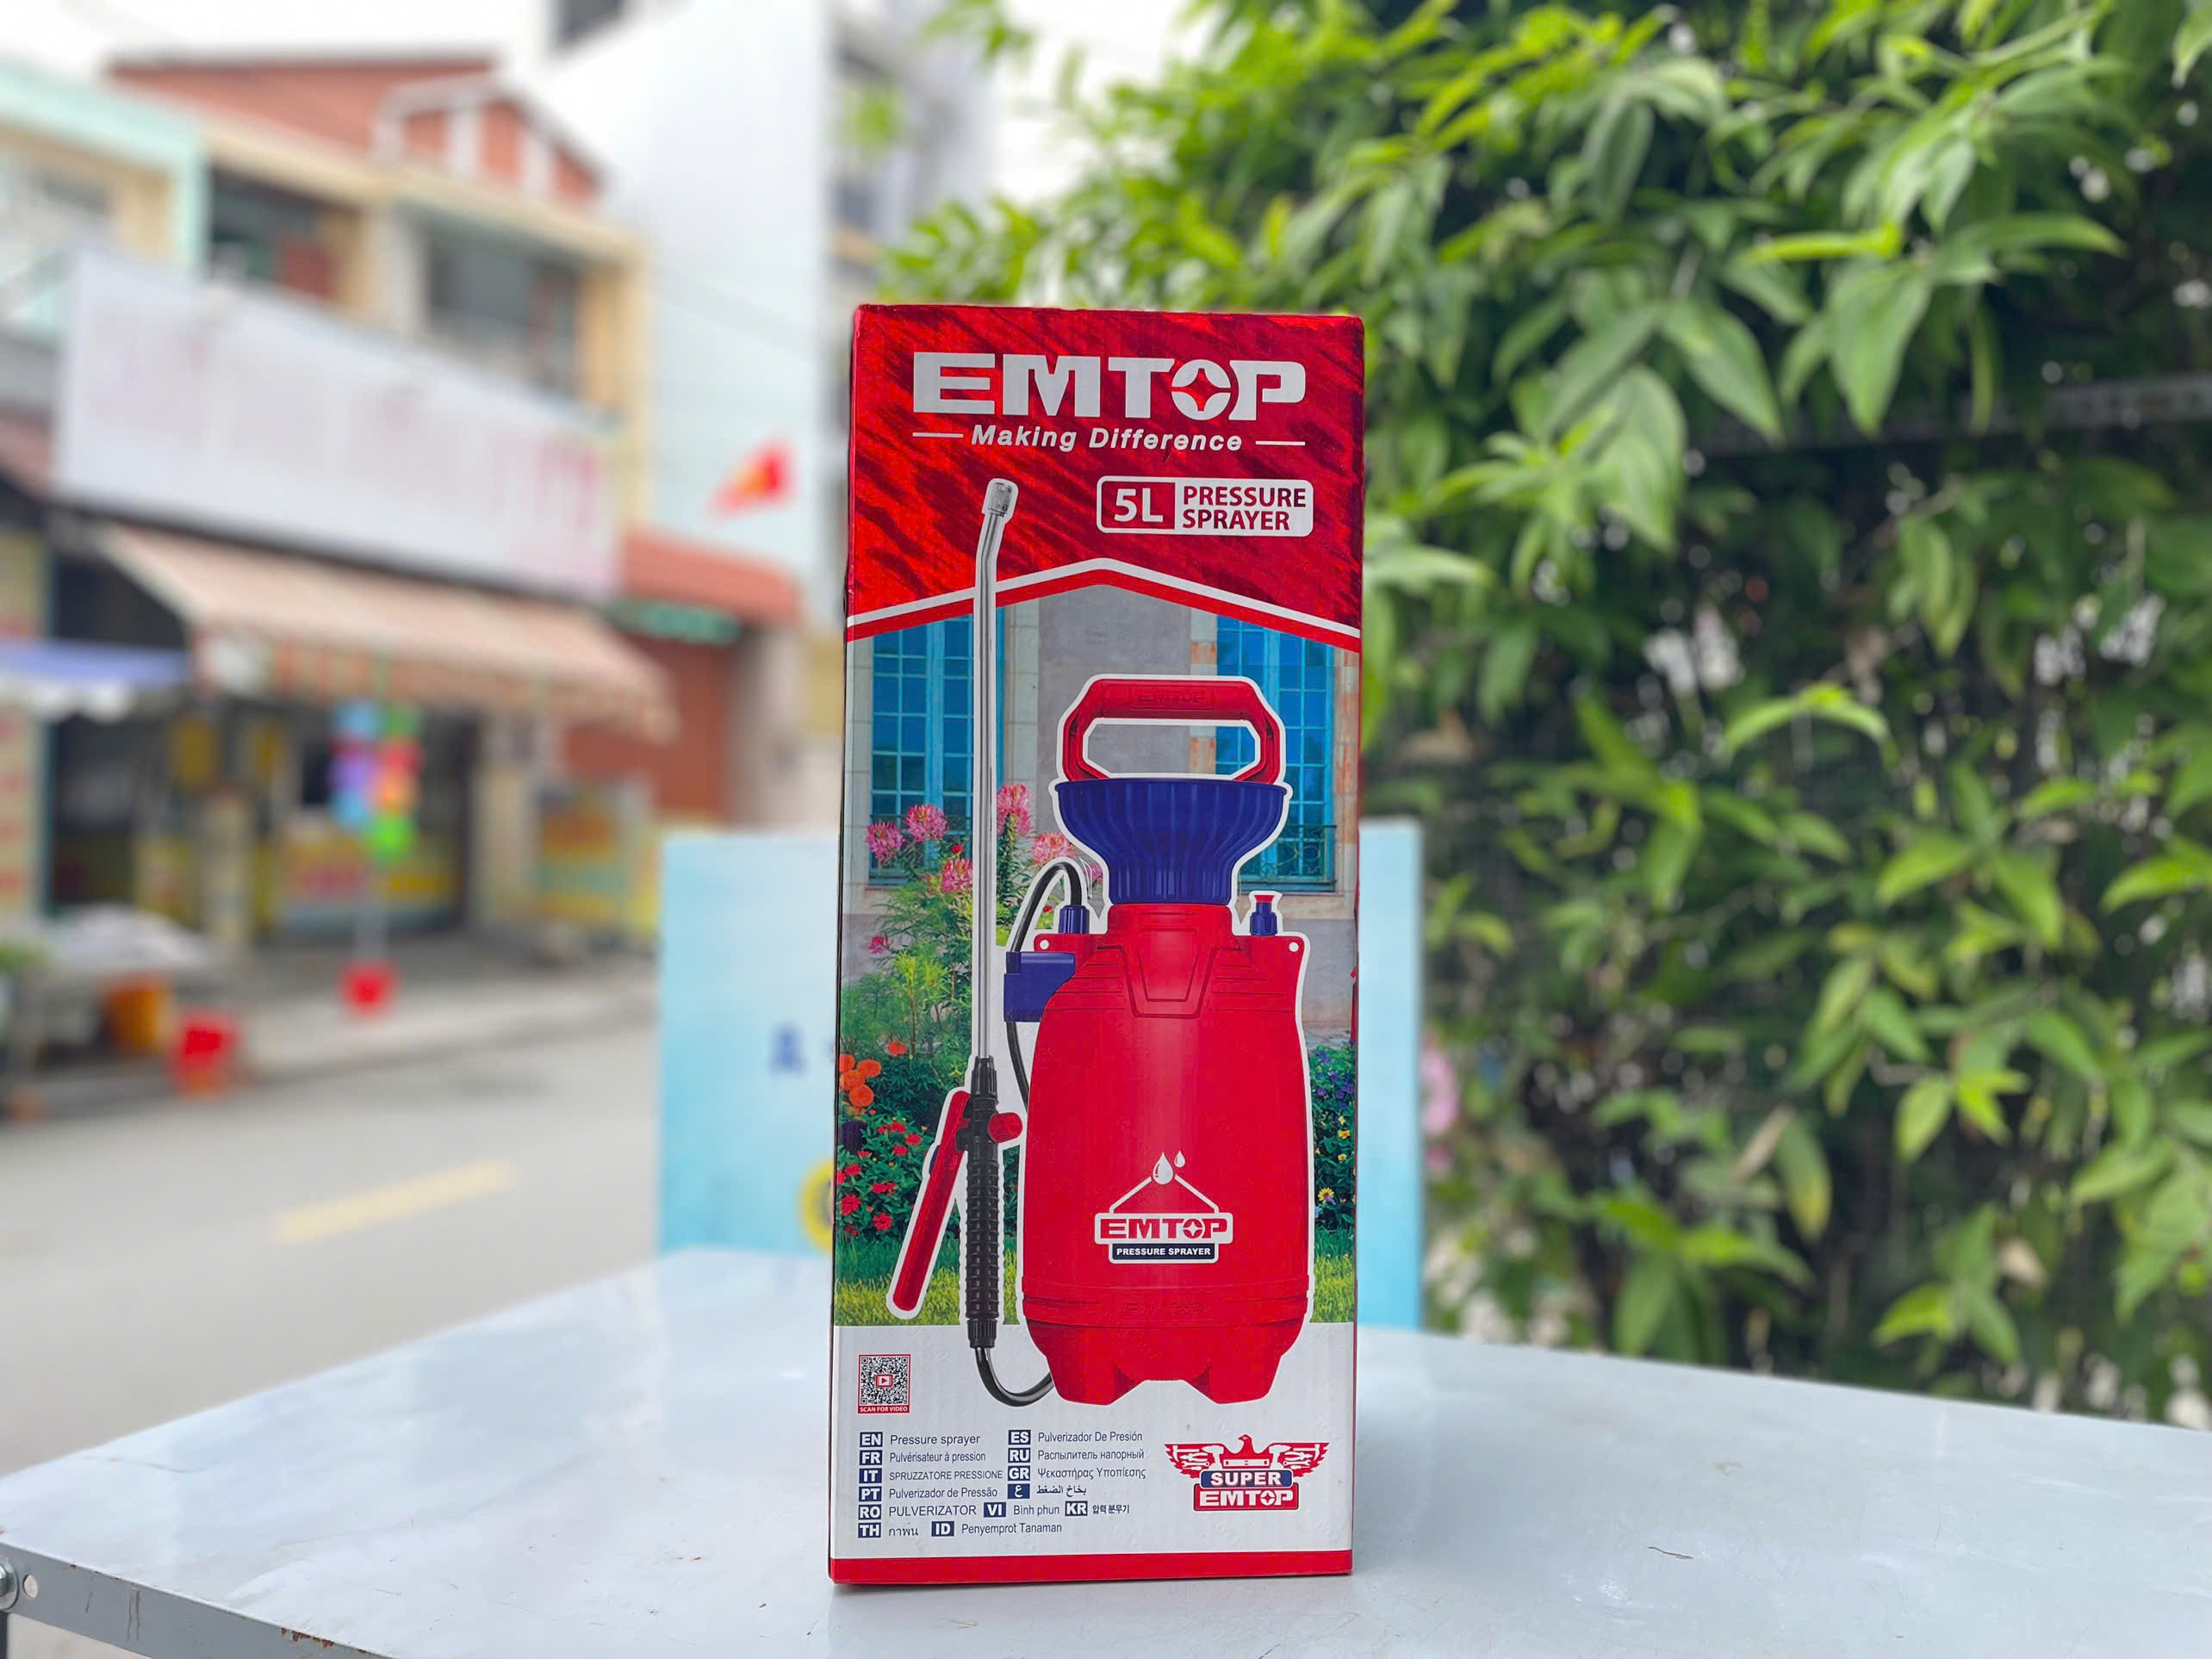 EMTOP
Making Difference
5L PRESSURE SPRAYER
EMTOP
EMTOP
PRESSURE SPRAYER
SCAN FOR VIDEO
EN Pressure sprayer
FR Pulvérisateur à pression
IT SPRUZZATORE PRESSIONE
PT Pulverizador de Pressão
RO PULVERIZATOR
TH กาพ่น
ES Pulverizador De Presión
RU Распылитель напорный
GR Ψεκαστήρας Υποπίεσης
ع بخاخ الضغط
VI Bình phun
KR 압력 분무기
ID Penyemprot Tanaman
SUPER
EMTOP